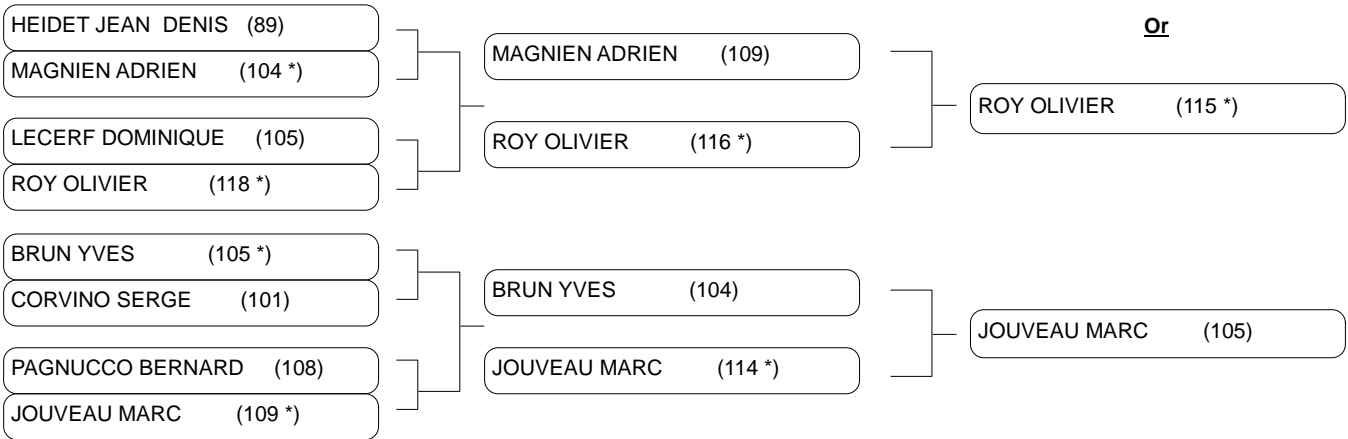 HEIDET JEAN DENIS (89)
MAGNIEN ADRIEN (104 *)
LECERF DOMINIQUE (105)
ROY OLIVIER (118 *)
BRUN YVES (105 *)
CORVINO SERGE (101)
PAGNUCCO BERNARD (108)
JOUVEAU MARC (109 *)
MAGNIEN ADRIEN (109)
ROY OLIVIER (116 *)
BRUN YVES (104)
JOUVEAU MARC (114 *)
Or
ROY OLIVIER (115 *)
JOUVEAU MARC (105)